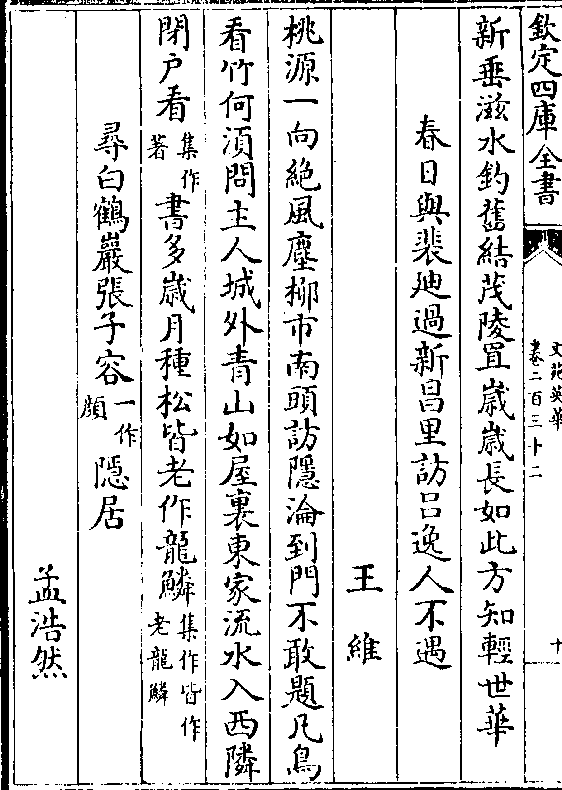 欽定四庫全書
文苑英華
卷二百三十二
十
新垂滋水釣舊結茂陵罝歳歳長如此方知輕世華
春日與裴廸過新昌里訪呂逸人不遇
王維
桃源一向絶風塵栁市南頭訪隱淪到門不敢題凡鳥
看竹何湏問主人城外青山如屋裏東家流水入西隣
閉户看集作著書多歳月種松皆老作龍鱗集作皆作老龍鱗
尋白鶴巖張子容一作顔隱居
孟浩然